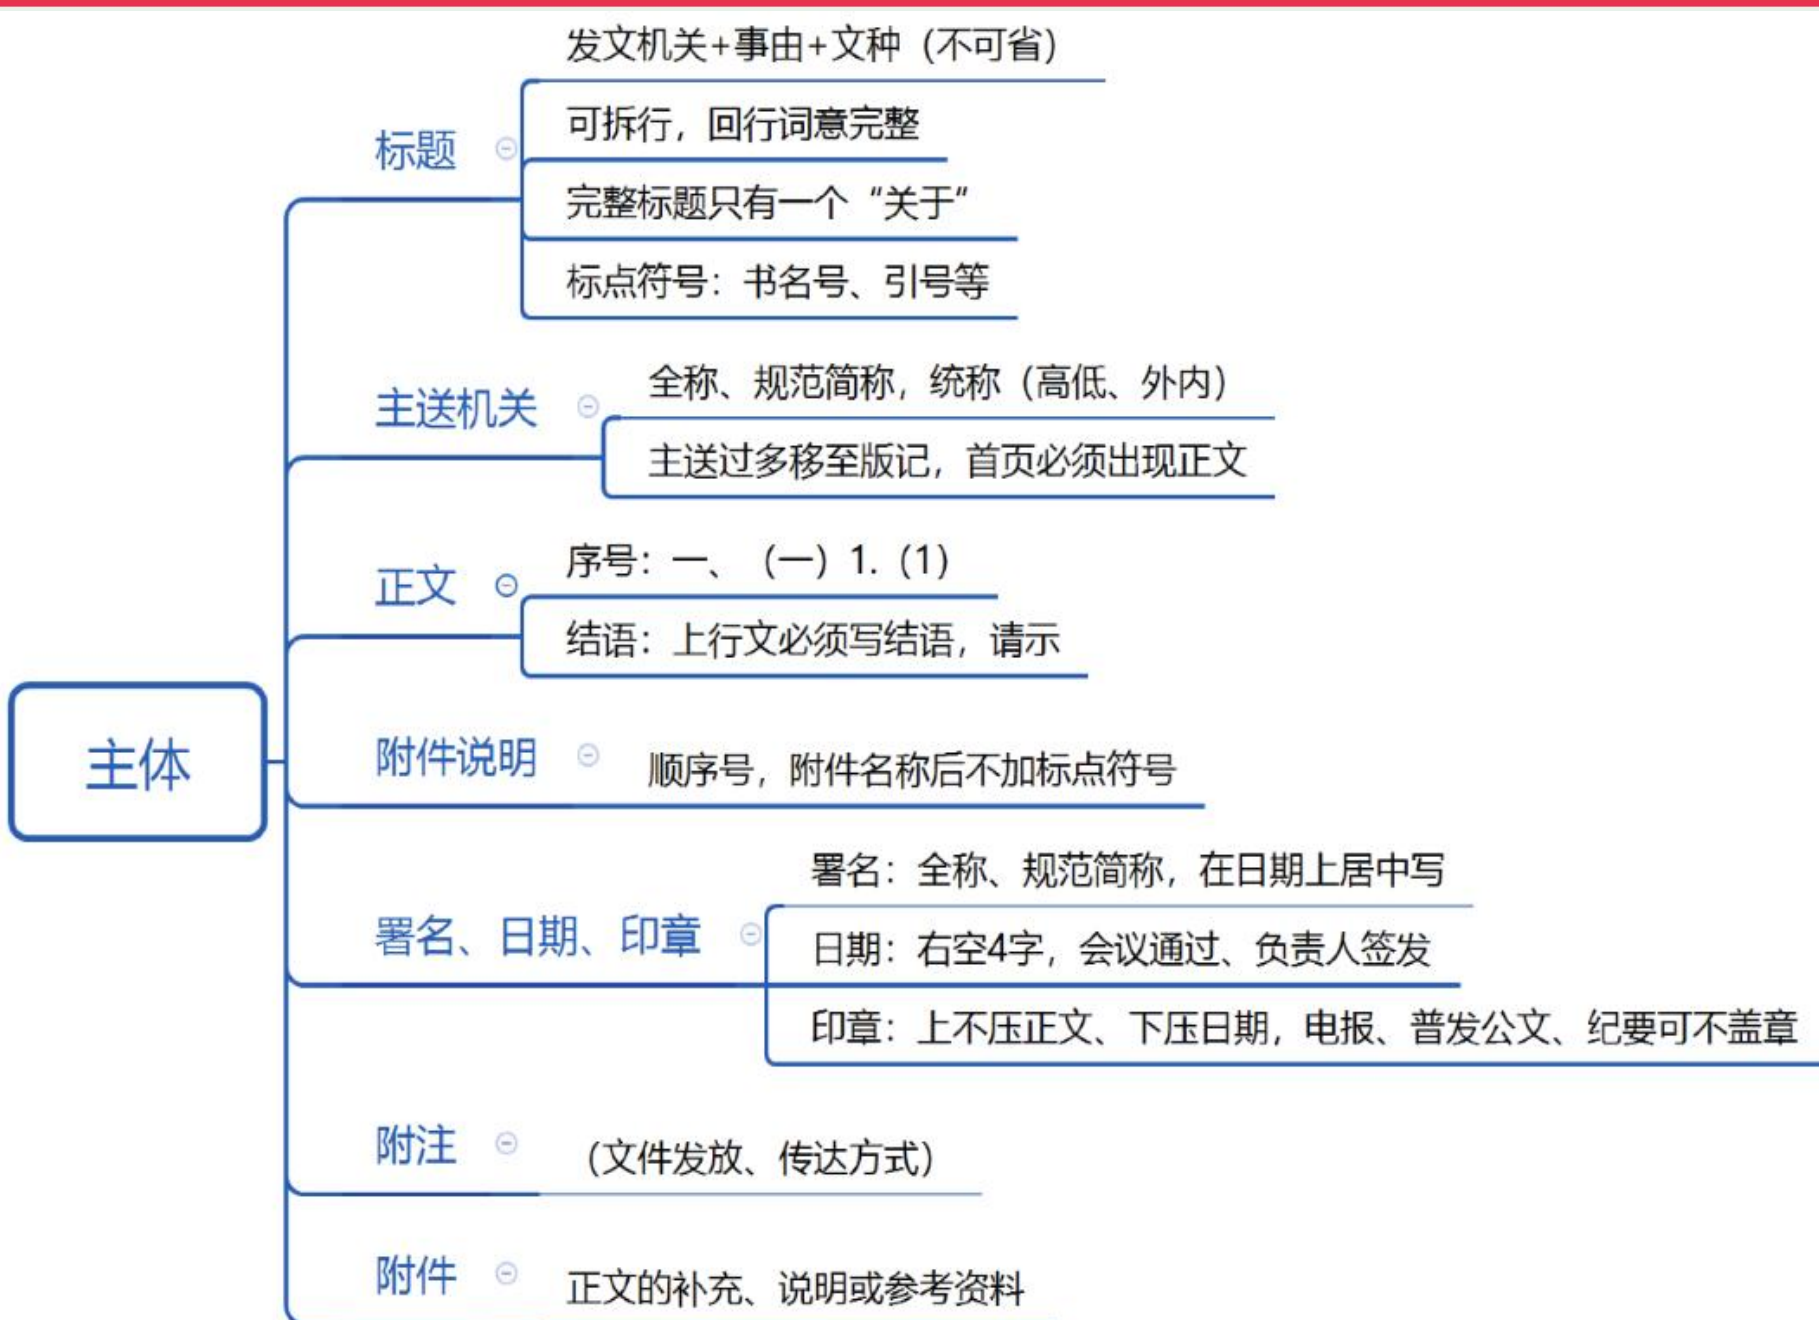 主体
标题
发文机关+事由+文种（不可省）
可拆行，回行词意完整
完整标题只有一个“关于”
标点符号：书名号、引号等
主送机关
全称、规范简称，统称（高低、外内）
主送过多移至版记，首页必须出现正文
正文
序号：一、（一）1.（1）
结语：上行文必须写结语，请示
附件说明
顺序号，附件名称后不加标点符号
署名、日期、印章
署名：全称、规范简称，在日期上居中写
日期：右空4字，会议通过、负责人签发
印章：上不压正文、下压日期，电报、普发公文、纪要可不盖章
附注
（文件发放、传达方式）
附件
正文的补充、说明或参考资料